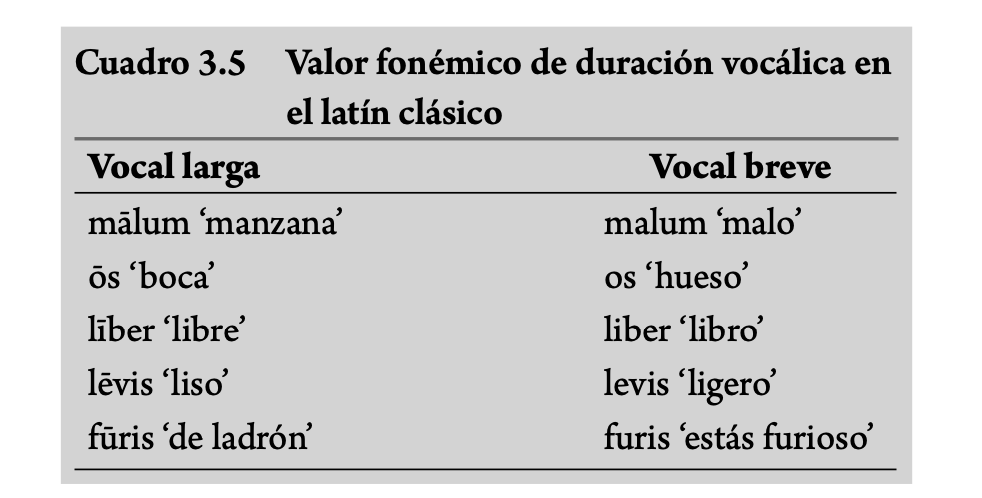 Cuadro 3.5 Valor fonémico de duración vocálica en
el latín clásico
Vocal larga Vocal breve
mālum ‘manzana’ malum ‘malo’
ōs ‘boca’ os ‘hueso’
līber ‘libre’ liber ‘libro’
lēvis ‘liso’ levis ‘ligero’
fūris ‘de ladrón’ furis ‘estás furioso’